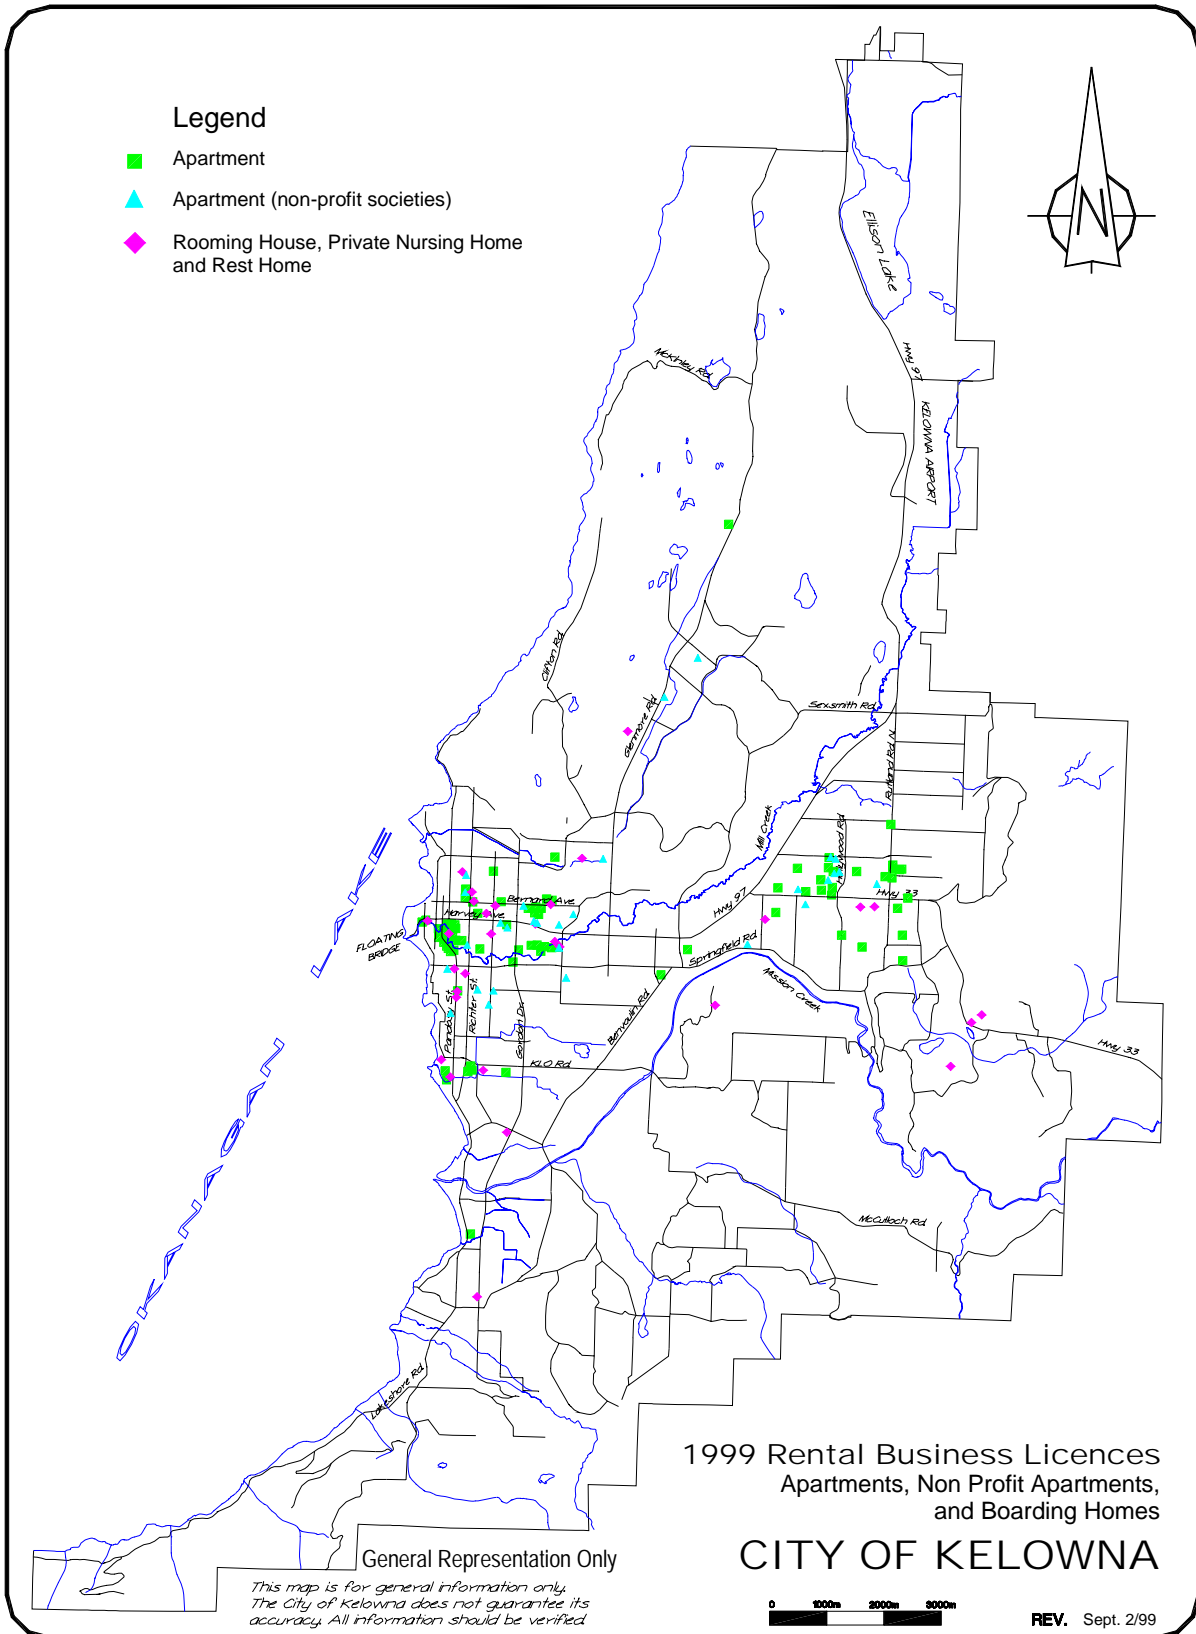 Legend
Apartment
Apartment (non-profit societies)
Rooming House, Private Nursing Home
and Rest Home
N
Ellison Lake
Hwy 97
McKinley Rd.
KELOWNA AIRPORT
Clifton Rd.
Glenmore Rd.
Sexsmith Rd.
Rutland Rd. N
Mill Creek
Hollywood Rd.
OKANAGAN LAKE
Bernard Ave.
Harvey Ave.
Hwy 97
Hwy 33
FLOATING
BRIDGE
Springfield Rd.
Mission Creek
Pandosy St.
Richter St.
Gordon Dr.
Benvoulin Rd.
KLO Rd.
Hwy 33
McCulloch Rd.
Lakeshore Rd.
1999 Rental Business Licences
Apartments, Non Profit Apartments,
and Boarding Homes
CITY OF KELOWNA
General Representation Only
This map is for general information only.
The City of Kelowna does not guarantee its
accuracy. All information should be verified.
0 1000m 2000m 3000m
REV. Sept. 2/99